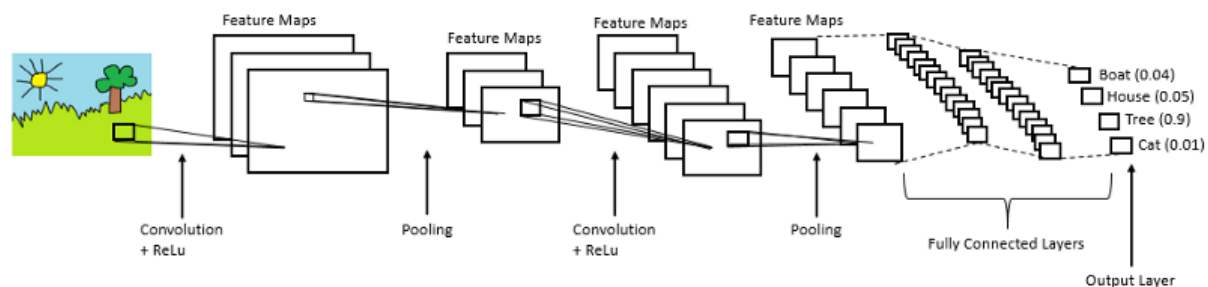 Feature Maps
Feature Maps
Feature Maps
Feature Maps
Boat (0.04)
House (0.05)
Tree (0.9)
Cat (0.01)
Convolution
+ ReLu
Pooling
Convolution
+ ReLu
Pooling
Fully Connected Layers
Output Layer